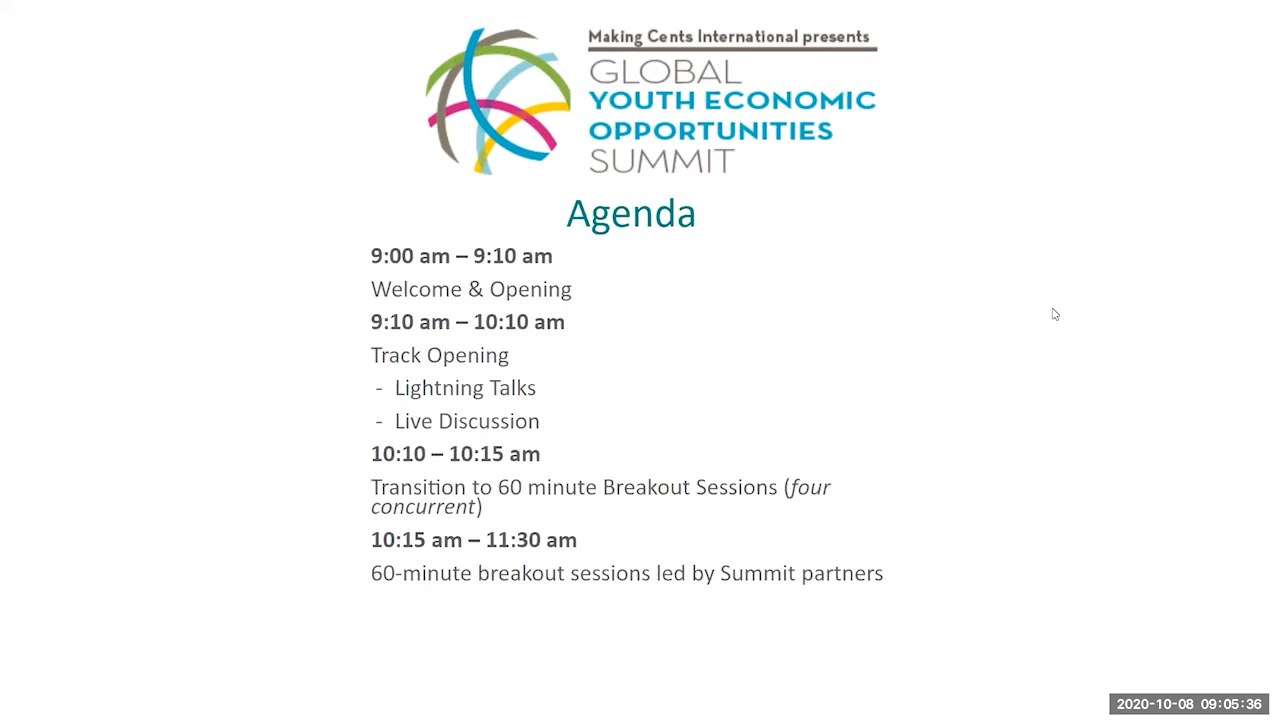 Making Cents International presents
GLOBAL
YOUTH ECONOMIC
OPPORTUNITIES
SUMMIT
Agenda
9:00 am – 9:10 am
Welcome & Opening
9:10 am – 10:10 am
Track Opening
- Lightning Talks
- Live Discussion
10:10 – 10:15 am
Transition to 60 minute Breakout Sessions (four
concurrent)
10:15 am – 11:30 am
60-minute breakout sessions led by Summit partners
2020-10-08 09:05:36